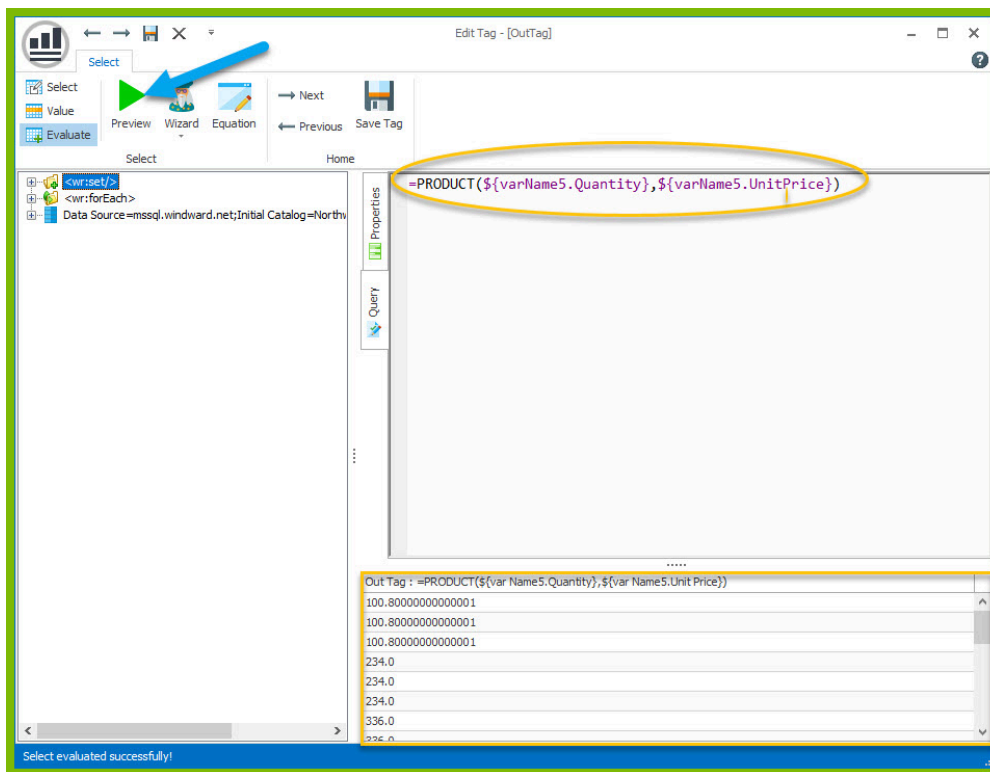 Edit Tag - [OutTag]
Select
Select
Value
Evaluate
Preview
Wizard
Equation
Next
Previous
Save Tag
Select
Home
<wr:set/>
<wr:forEach>
Data Source=mssql.windward.net;Initial Catalog=Northw
Properties
Query
=PRODUCT(${varName5.Quantity},${varName5.UnitPrice})
Out Tag : =PRODUCT(${var Name5.Quantity},${var Name5.Unit Price})
100.80000000000001
100.80000000000001
100.80000000000001
234.0
234.0
234.0
336.0
336.0
Select evaluated successfully!